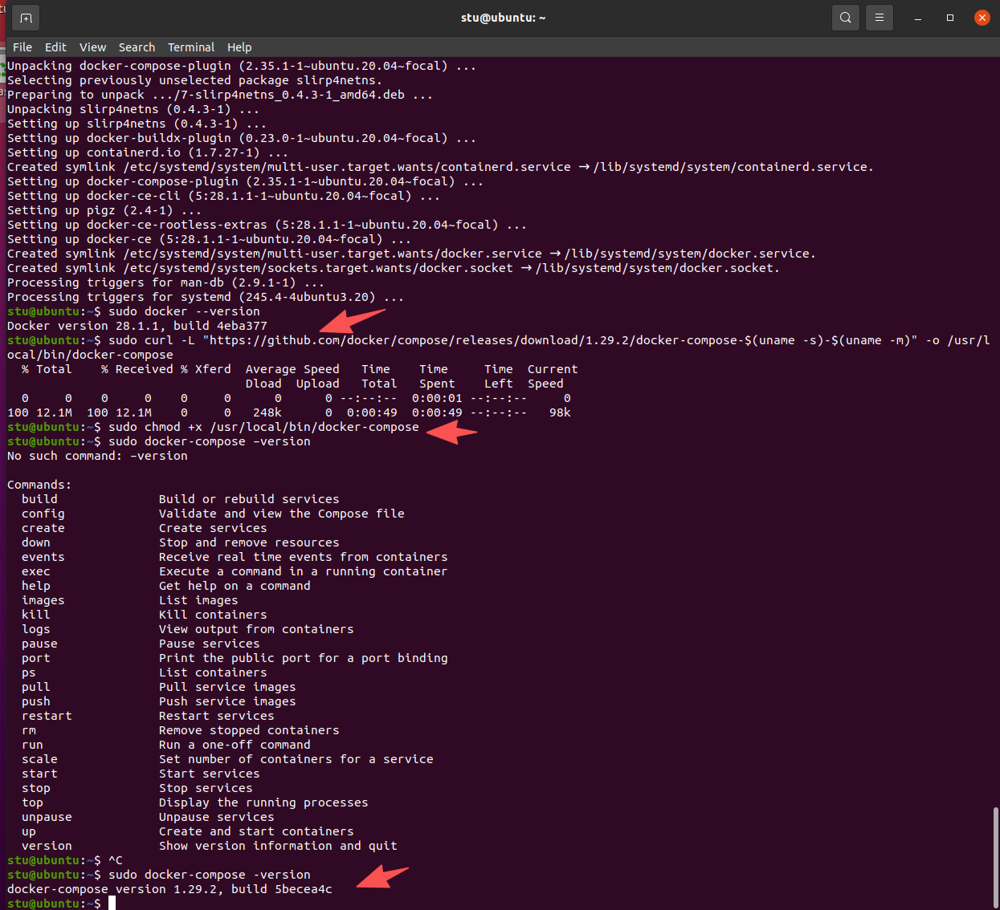 stu@ubuntu: ~
File Edit View Search Terminal Help
Unpacking docker-compose-plugin (2.35.1-1~ubuntu.20.04~focal) ...
Selecting previously unselected package slirp4netns.
Preparing to unpack .../7-slirp4netns_0.4.3-1_amd64.deb ...
Unpacking slirp4netns (0.4.3-1) ...
Setting up slirp4netns (0.4.3-1) ...
Setting up docker-buildx-plugin (0.23.0-1~ubuntu.20.04~focal) ...
Setting up containerd.io (1.7.27-1) ...
Created symlink /etc/systemd/system/multi-user.target.wants/containerd.service → /lib/systemd/system/containerd.service.
Setting up docker-compose-plugin (2.35.1-1~ubuntu.20.04~focal) ...
Setting up docker-ce-cli (5:28.1.1-1~ubuntu.20.04~focal) ...
Setting up pigz (2.4-1) ...
Setting up docker-ce-rootless-extras (5:28.1.1-1~ubuntu.20.04~focal) ...
Setting up docker-ce (5:28.1.1-1~ubuntu.20.04~focal) ...
Created symlink /etc/systemd/system/multi-user.target.wants/docker.service → /lib/systemd/system/docker.service.
Created symlink /etc/systemd/system/sockets.target.wants/docker.socket → /lib/systemd/system/docker.socket.
Processing triggers for man-db (2.9.1-1) ...
Processing triggers for systemd (245.4-4ubuntu3.20) ...
stu@ubuntu:~$ sudo docker --version
Docker version 28.1.1, build 4eba377
stu@ubuntu:~$ sudo curl -L "https://github.com/docker/compose/releases/download/1.29.2/docker-compose-$(uname -s)-$(uname -m)" -o /usr/l
ocal/bin/docker-compose
% Total % Received % Xferd Average Speed Time Time Time Current
Dload Upload Total Spent Left Speed
0 0 0 0 0 0 0 0 --:--:-- 0:00:01 --:--:-- 0
100 12.1M 100 12.1M 0 0 248k 0 0:00:49 0:00:49 --:--:-- 98k
stu@ubuntu:~$ sudo chmod +x /usr/local/bin/docker-compose
stu@ubuntu:~$ sudo docker-compose –version
No such command: –version
Commands:
build Build or rebuild services
config Validate and view the Compose file
create Create services
down Stop and remove resources
events Receive real time events from containers
exec Execute a command in a running container
help Get help on a command
images List images
kill Kill containers
logs View output from containers
pause Pause services
port Print the public port for a port binding
ps List containers
pull Pull service images
push Push service images
restart Restart services
rm Remove stopped containers
run Run a one-off command
scale Set number of containers for a service
start Start services
stop Stop services
top Display the running processes
unpause Unpause services
up Create and start containers
version Show version information and quit
stu@ubuntu:~$ ^C
stu@ubuntu:~$ sudo docker-compose -version
docker-compose version 1.29.2, build 5becea4c
stu@ubuntu:~$